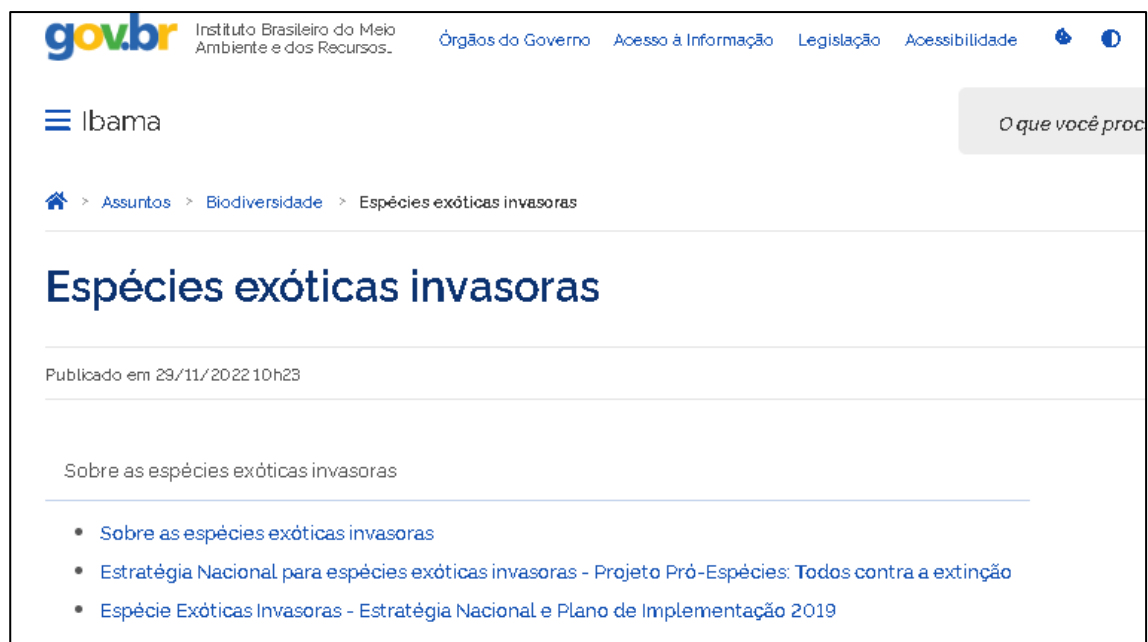 gov.br
Instituto Brasileiro do Meio
Ambiente e dos Recursos...
Órgãos do Governo Acesso à Informação Legislação Acessibilidade
Ibama
O que você proc
> Assuntos > Biodiversidade > Espécies exóticas invasoras
Espécies exóticas invasoras
Publicado em 29/11/2022 10h23
Sobre as espécies exóticas invasoras
• Sobre as espécies exóticas invasoras
• Estratégia Nacional para espécies exóticas invasoras - Projeto Pró-Espécies: Todos contra a extinção
• Espécie Exóticas Invasoras - Estratégia Nacional e Plano de Implementação 2019